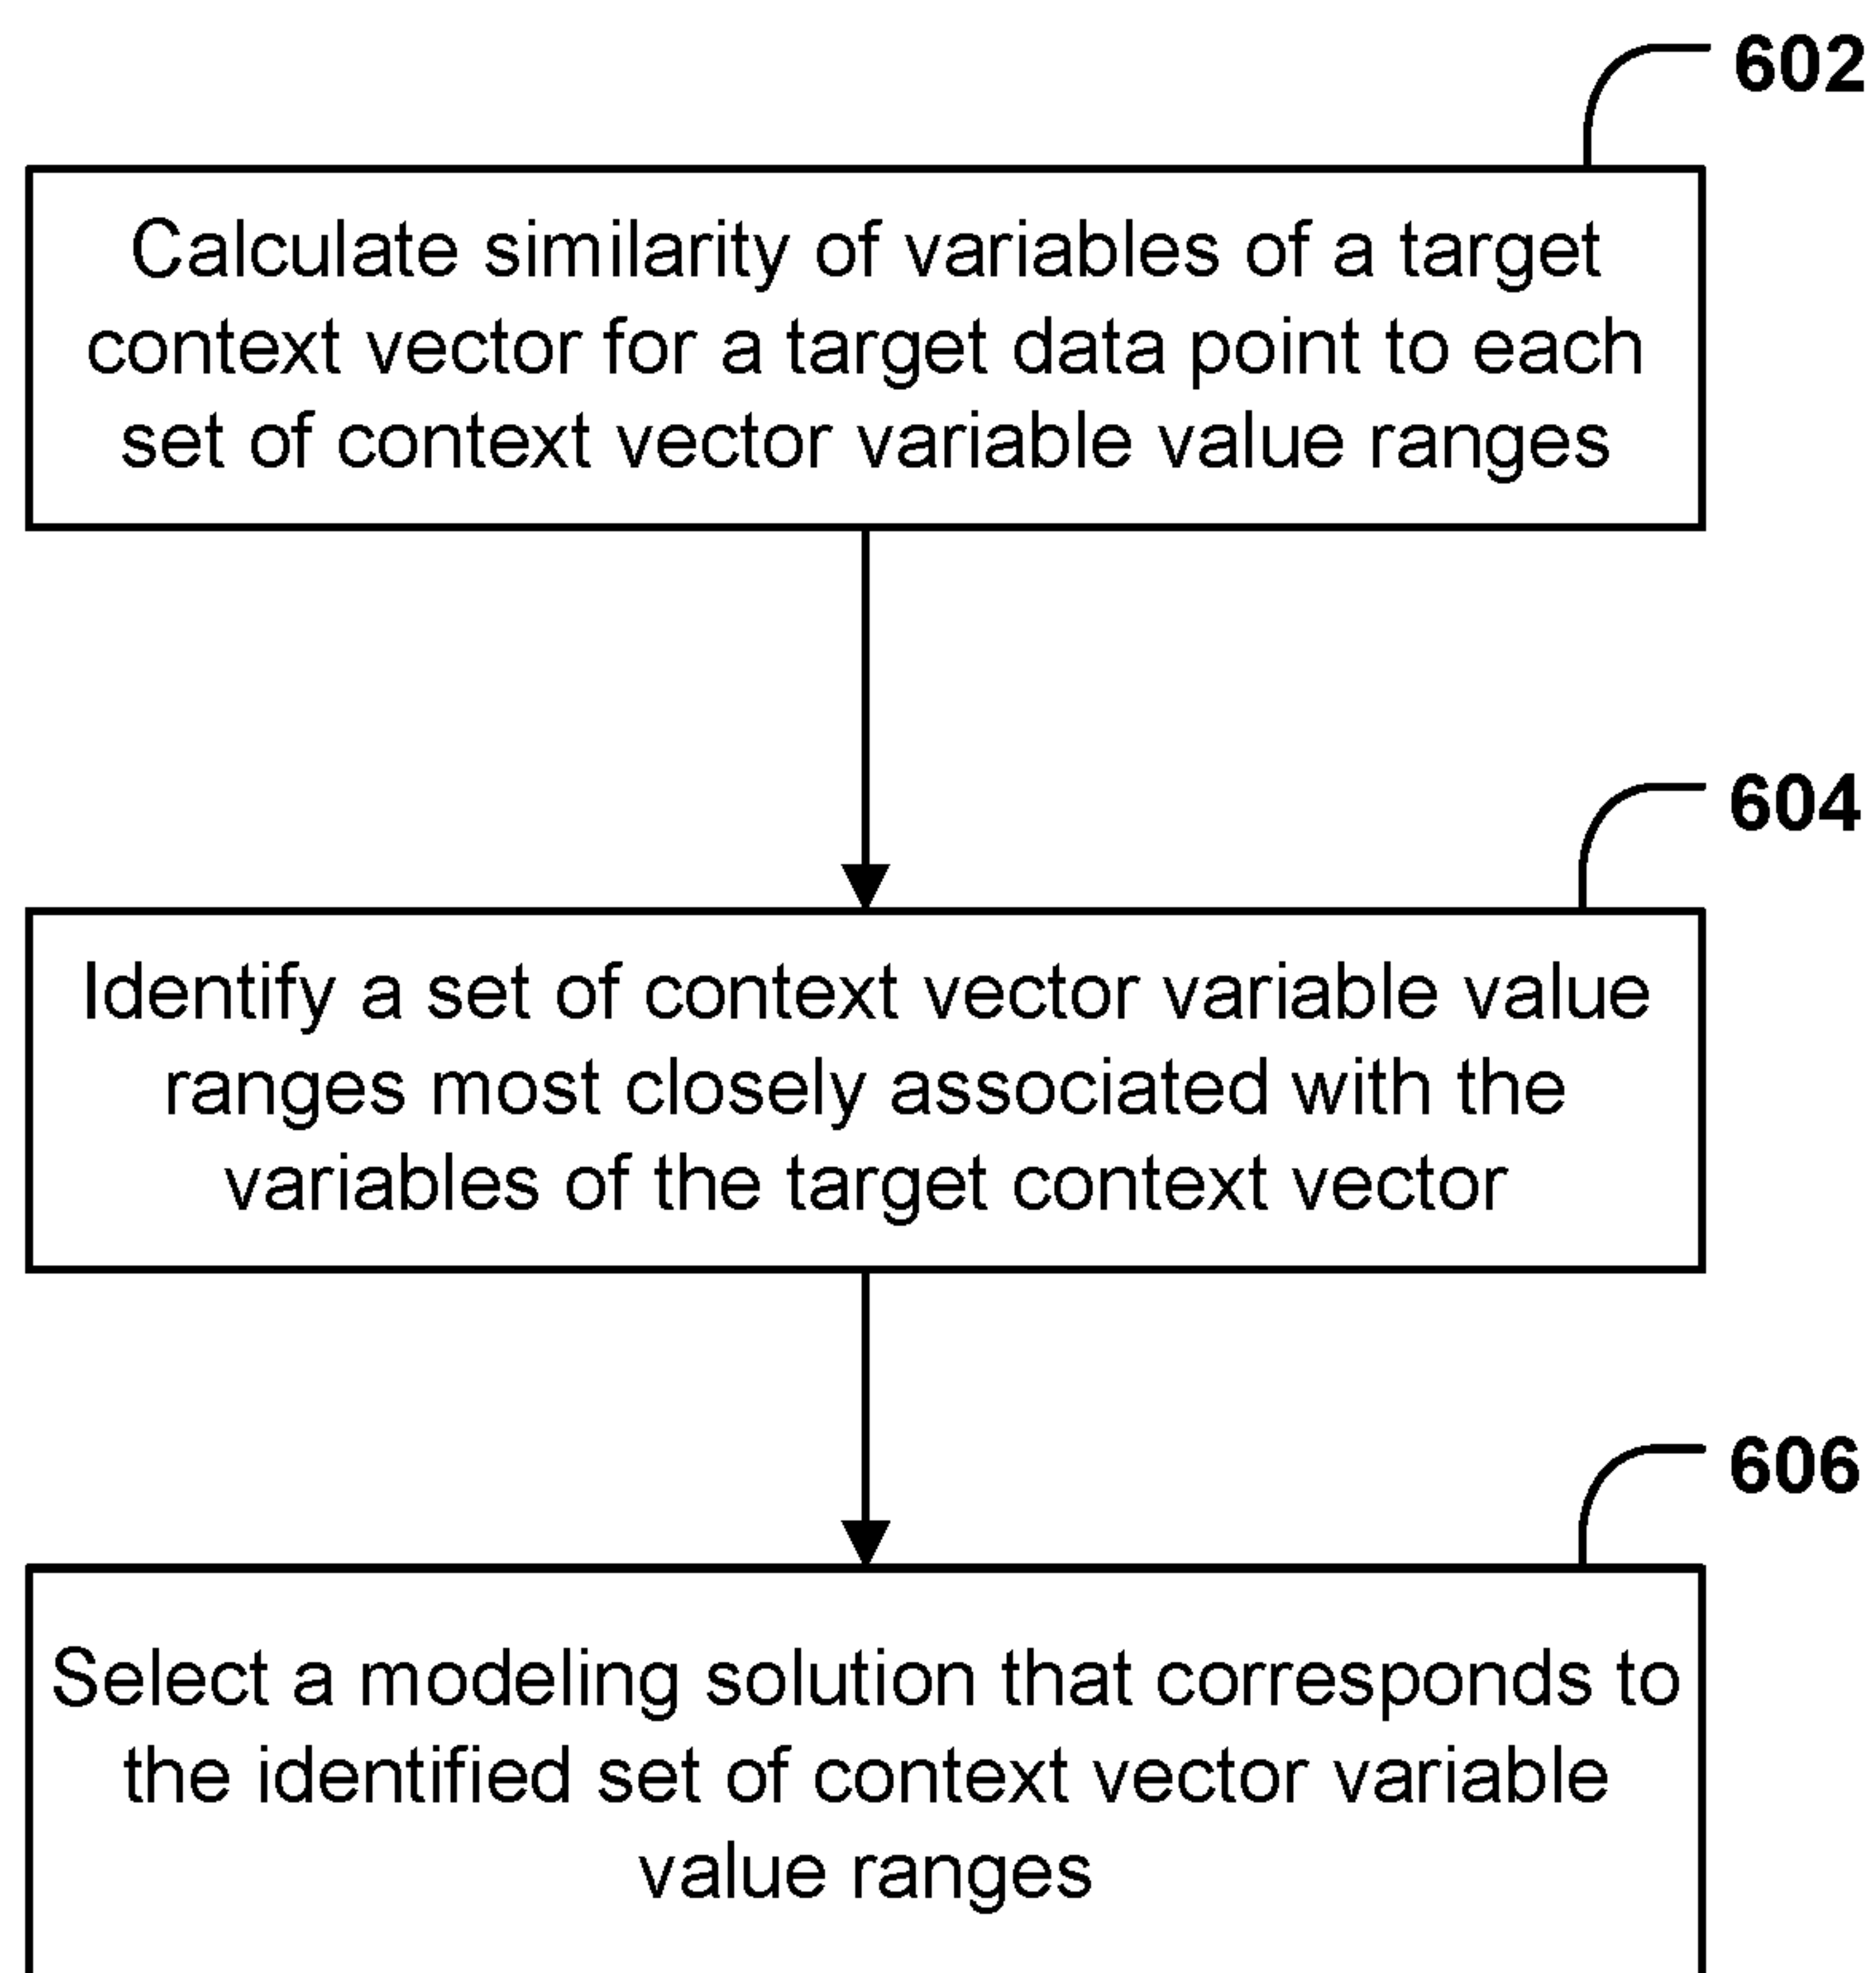 602
Calculate similarity of variables of a target
context vector for a target data point to each
set of context vector variable value ranges
604
Identify a set of context vector variable value
ranges most closely associated with the
variables of the target context vector
606
Select a modeling solution that corresponds to
the identified set of context vector variable
value ranges